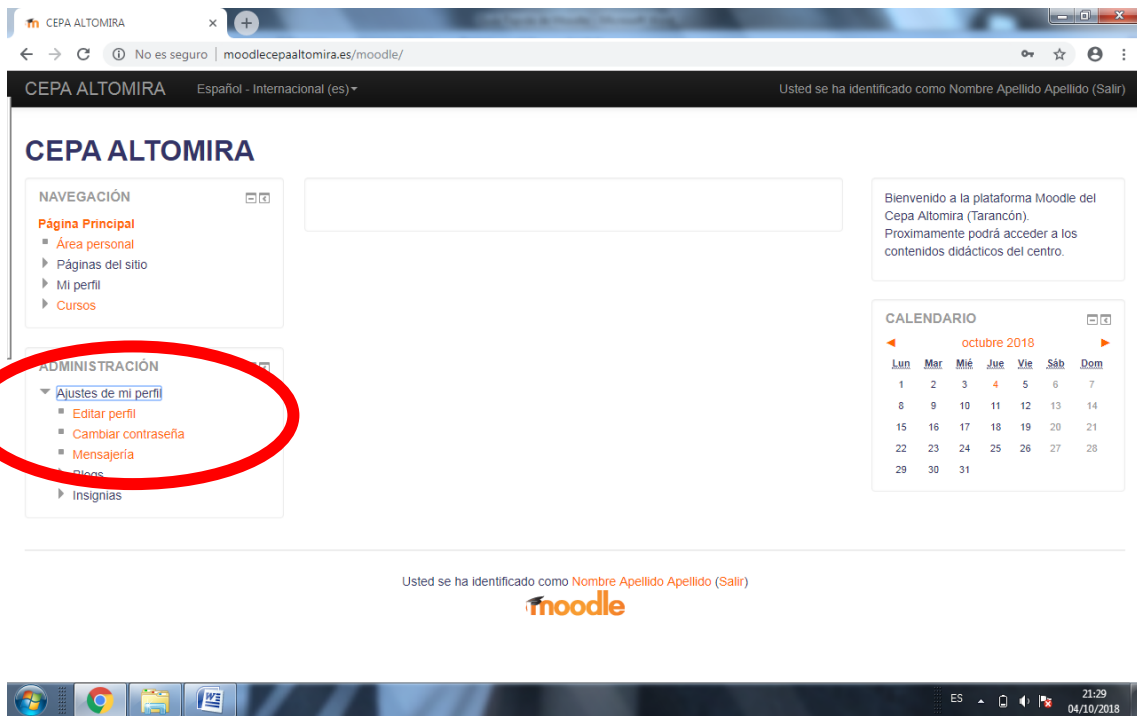 CEPA ALTOMIRA
No es seguro | moodlecepaaltomira.es/moodle/
CEPA ALTOMIRA Español - Internacional (es) Usted se ha identificado como Nombre Apellido Apellido (Salir)
CEPA ALTOMIRA
NAVEGACIÓN
Página Principal
Área personal
Páginas del sitio
Mi perfil
Cursos
ADMINISTRACIÓN
Ajustes de mi perfil
Editar perfil
Cambiar contraseña
Mensajería
Blogs
Insignias
Bienvenido a la plataforma Moodle del
Cepa Altomira (Tarancón).
Proximamente podrá acceder a los
contenidos didácticos del centro.
CALENDARIO
octubre 2018
Lun Mar Mié Jue Vie Sáb Dom
1 2 3 4 5 6 7
8 9 10 11 12 13 14
15 16 17 18 19 20 21
22 23 24 25 26 27 28
29 30 31
Usted se ha identificado como Nombre Apellido Apellido (Salir)
moodle
ES 21:29
04/10/2018